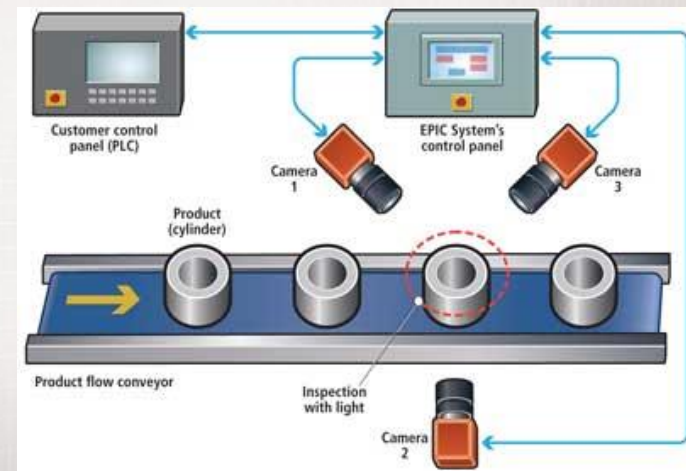 Customer control
panel (PLC)
EPIC System's
control panel
Camera
1
Camera
3
Product
(cylinder)
Product flow conveyor
Inspection
with light
Camera
2